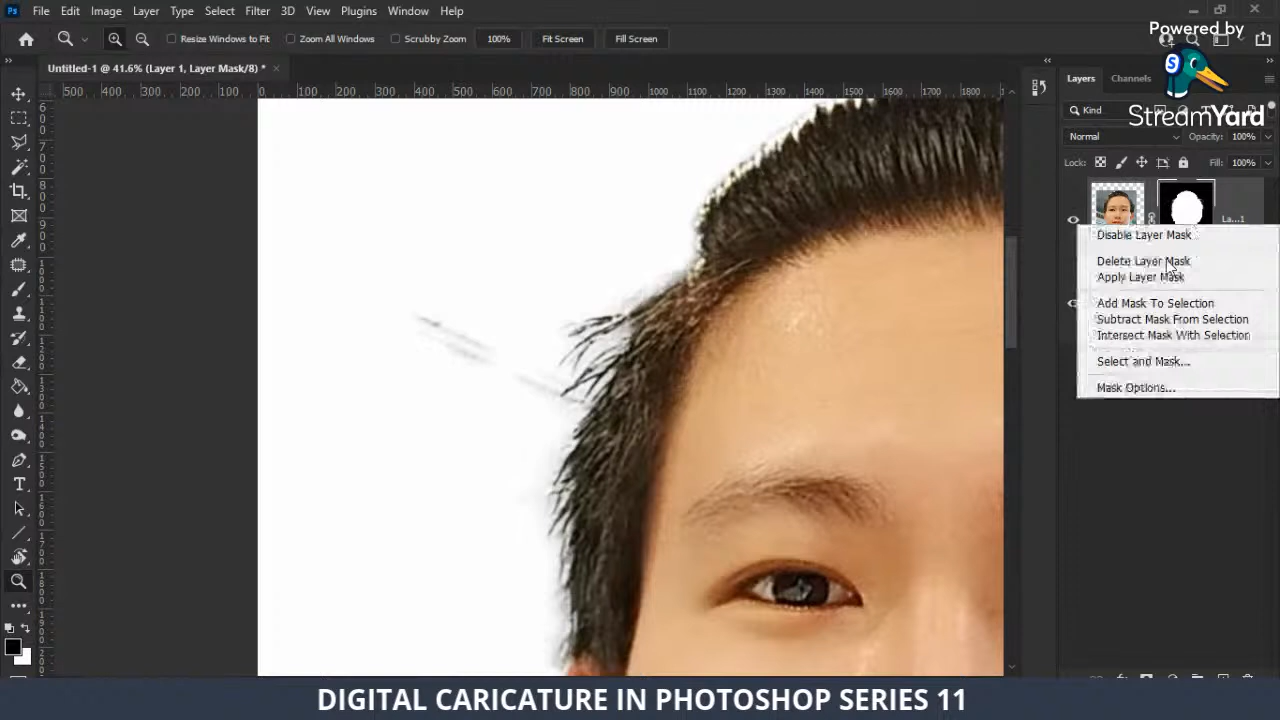 Ps File Edit Image Layer Type Select Filter 3D View Plugins Window Help
Powered by
Resize Windows to Fit Zoom All Windows Scrubby Zoom 100% Fit Screen Fill Screen
S
StreamYard
Untitled-1 @ 41.6% (Layer 1, Layer Mask/8) *
Layers Channels
500 400 300 200 100 0 100 200 300 400 500 600 700 800 900 1000 1100 1200 1300 1400 1500 1600 1700 1800
Kind
Normal Opacity: 100%
Lock: Fill: 100%
La...1
Disable Layer Mask
Delete Layer Mask
Apply Layer Mask
Add Mask To Selection
Subtract Mask From Selection
Intersect Mask With Selection
Select and Mask...
Mask Options...
DIGITAL CARICATURE IN PHOTOSHOP SERIES 11